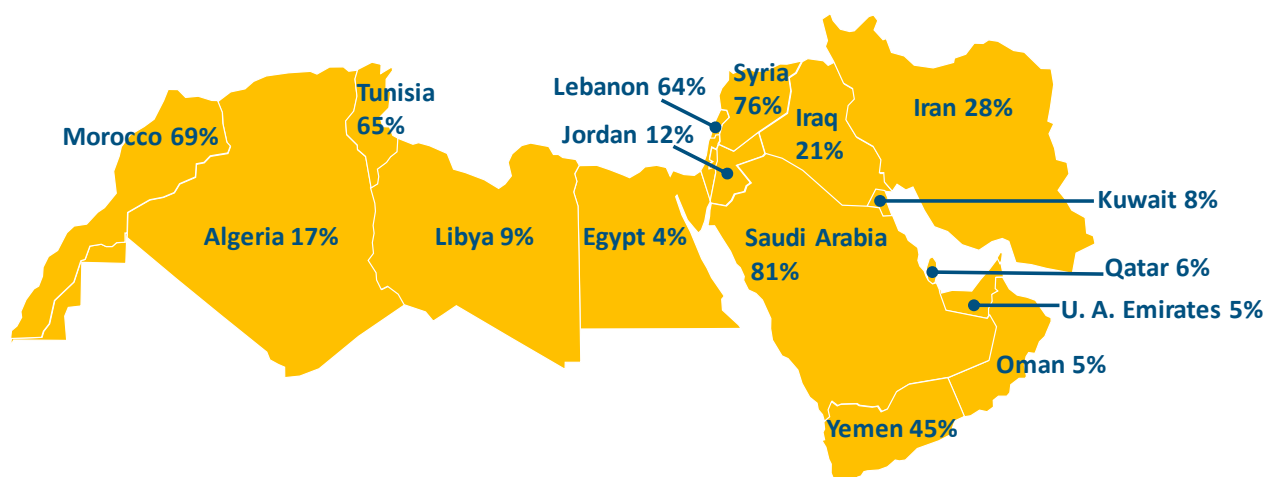 Morocco 69%
Algeria 17%
Tunisia
65%
Libya 9%
Egypt 4%
Lebanon 64%
Jordan 12%
Syria
76%
Iraq
21%
Iran 28%
Kuwait 8%
Saudi Arabia
81%
Qatar 6%
U. A. Emirates 5%
Oman 5%
Yemen 45%